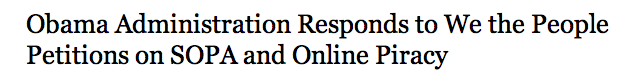 Obama Administration Responds to We the People
Petitions on SOPA and Online Piracy